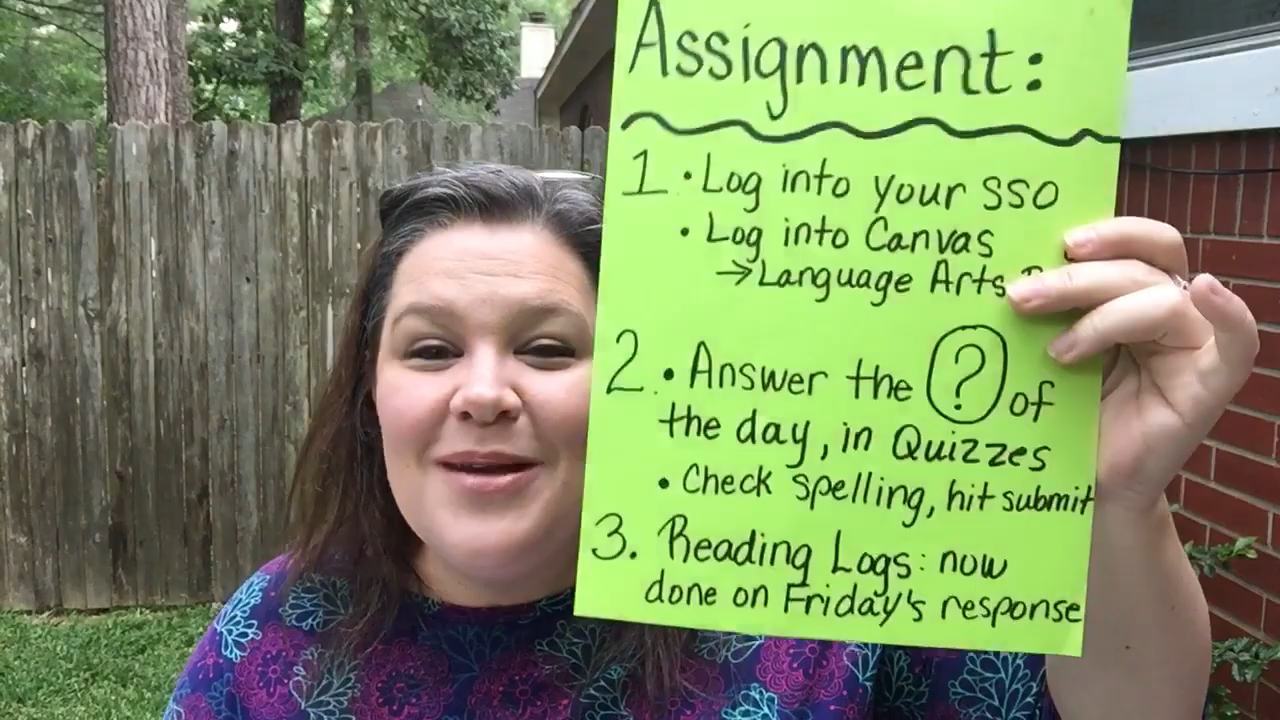 Assignment:
1 • Log into your SSO
• Log into Canvas
→ Language Arts
2. • Answer the ? of
the day, in Quizzes
• Check spelling, hit submit
3. Reading Logs: now
done on Friday's response